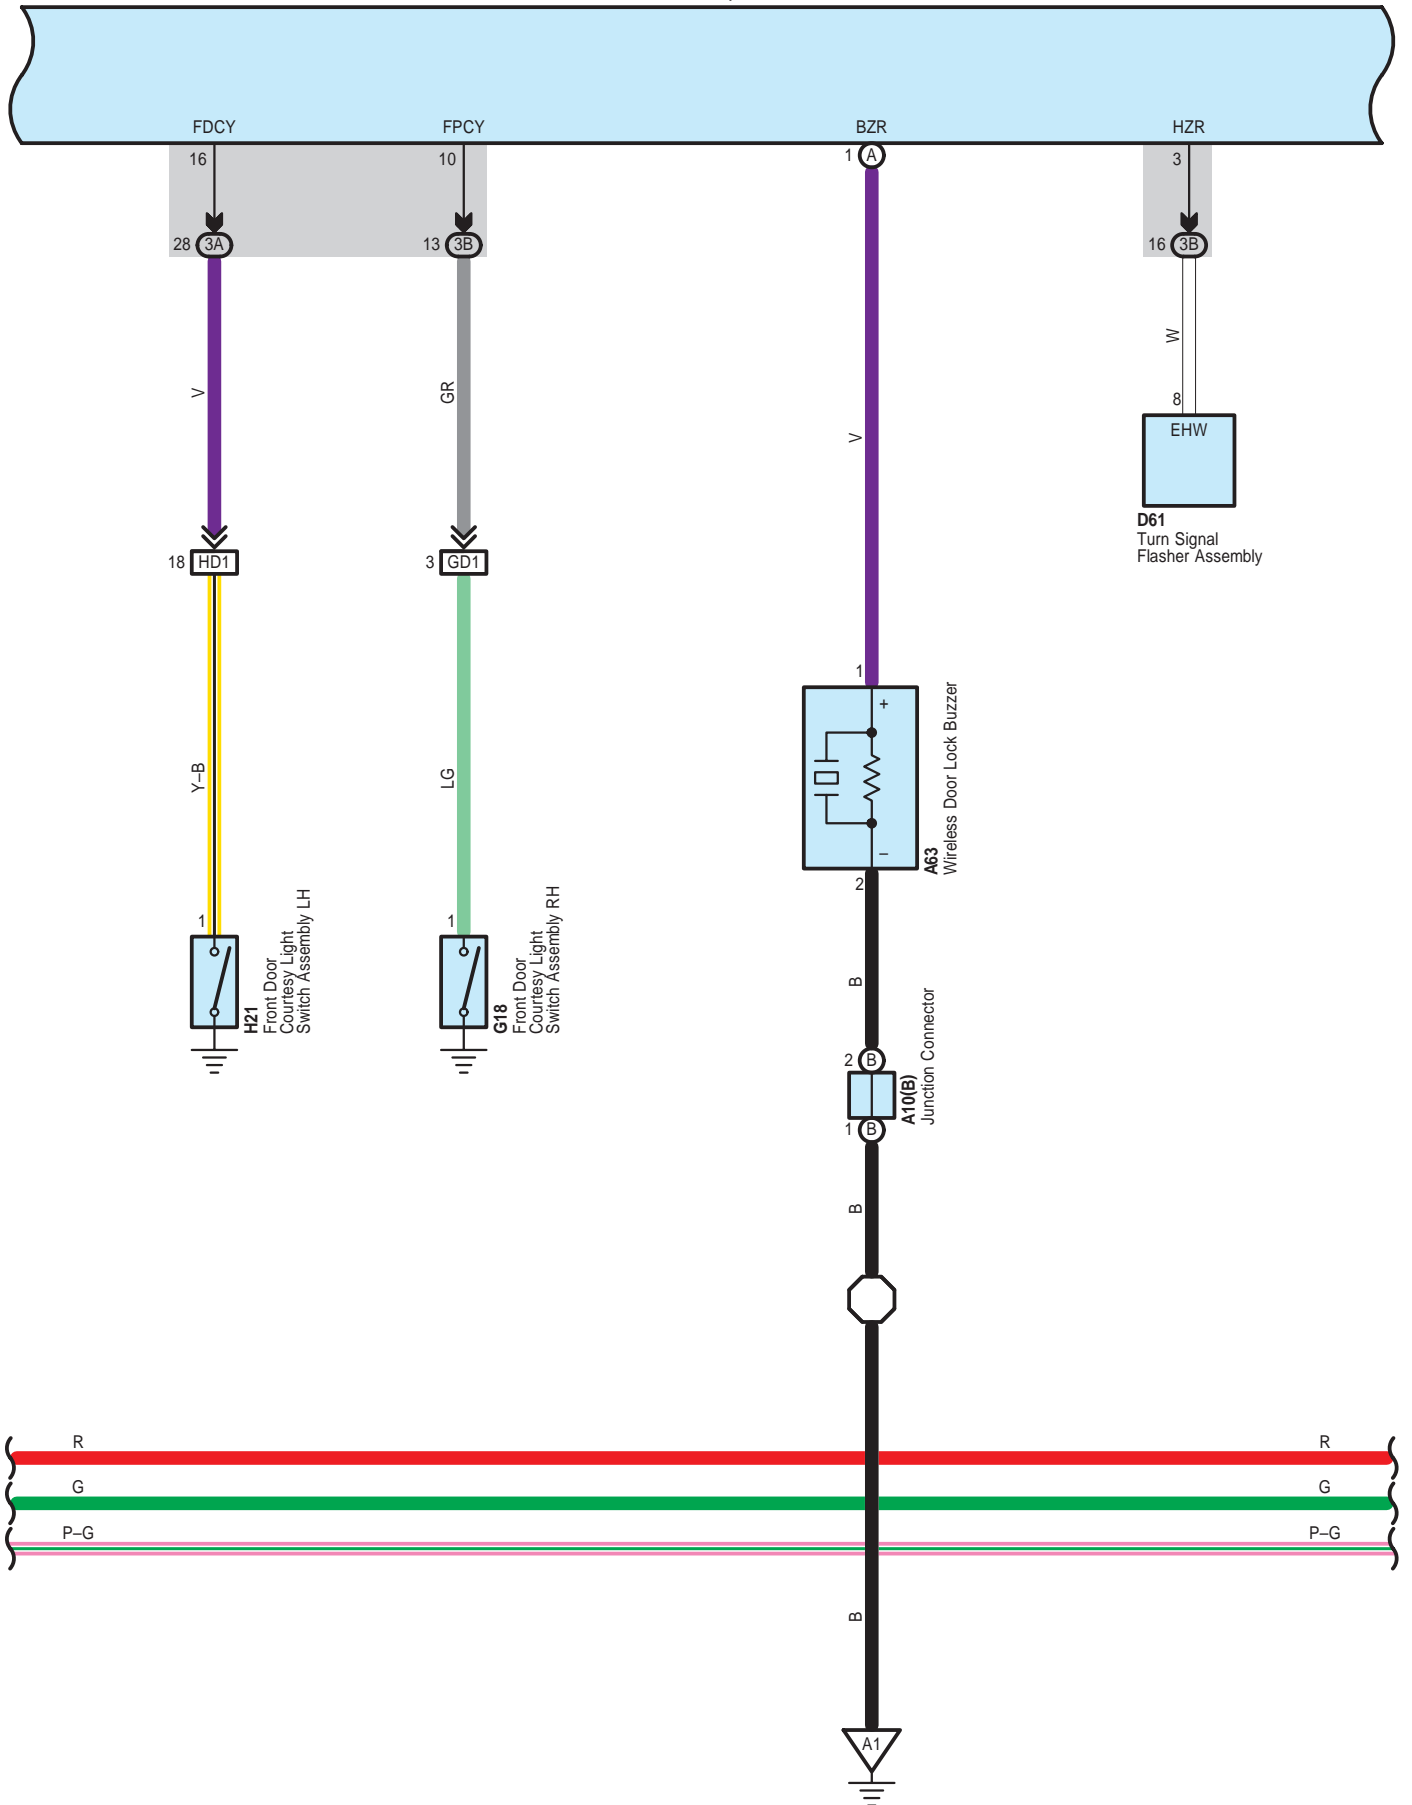 FDCY
FPCY
BZR
HZR
16
10
1 A
3
28 3A
13 3B
16 3B
W
V
GR
V
8
EHW
D61
Turn Signal
Flasher Assembly
18 HD1
3 GD1
1
+
–
A63
Wireless Door Lock Buzzer
Y–B
LG
2
1
1
H21
Front Door
Courtesy Light
Switch Assembly LH
G18
Front Door
Courtesy Light
Switch Assembly RH
B
2 B
A10(B)
Junction Connector
1 B
B
R
R
G
G
P–G
P–G
B
A1